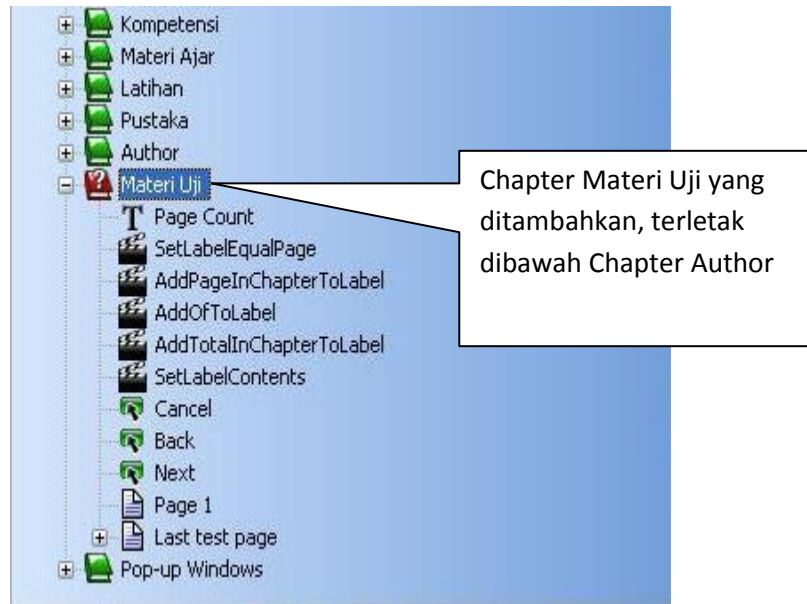 Kompetensi
Materi Ajar
Latihan
Pustaka
Author
Materi Uji
Page Count
SetLabelEqualPage
AddPageInChapterToLabel
AddOfToLabel
AddTotalInChapterToLabel
SetLabelContents
Cancel
Back
Next
Page 1
Last test page
Pop-up Windows
Chapter Materi Uji yang
ditambahkan, terletak
dibawah Chapter Author